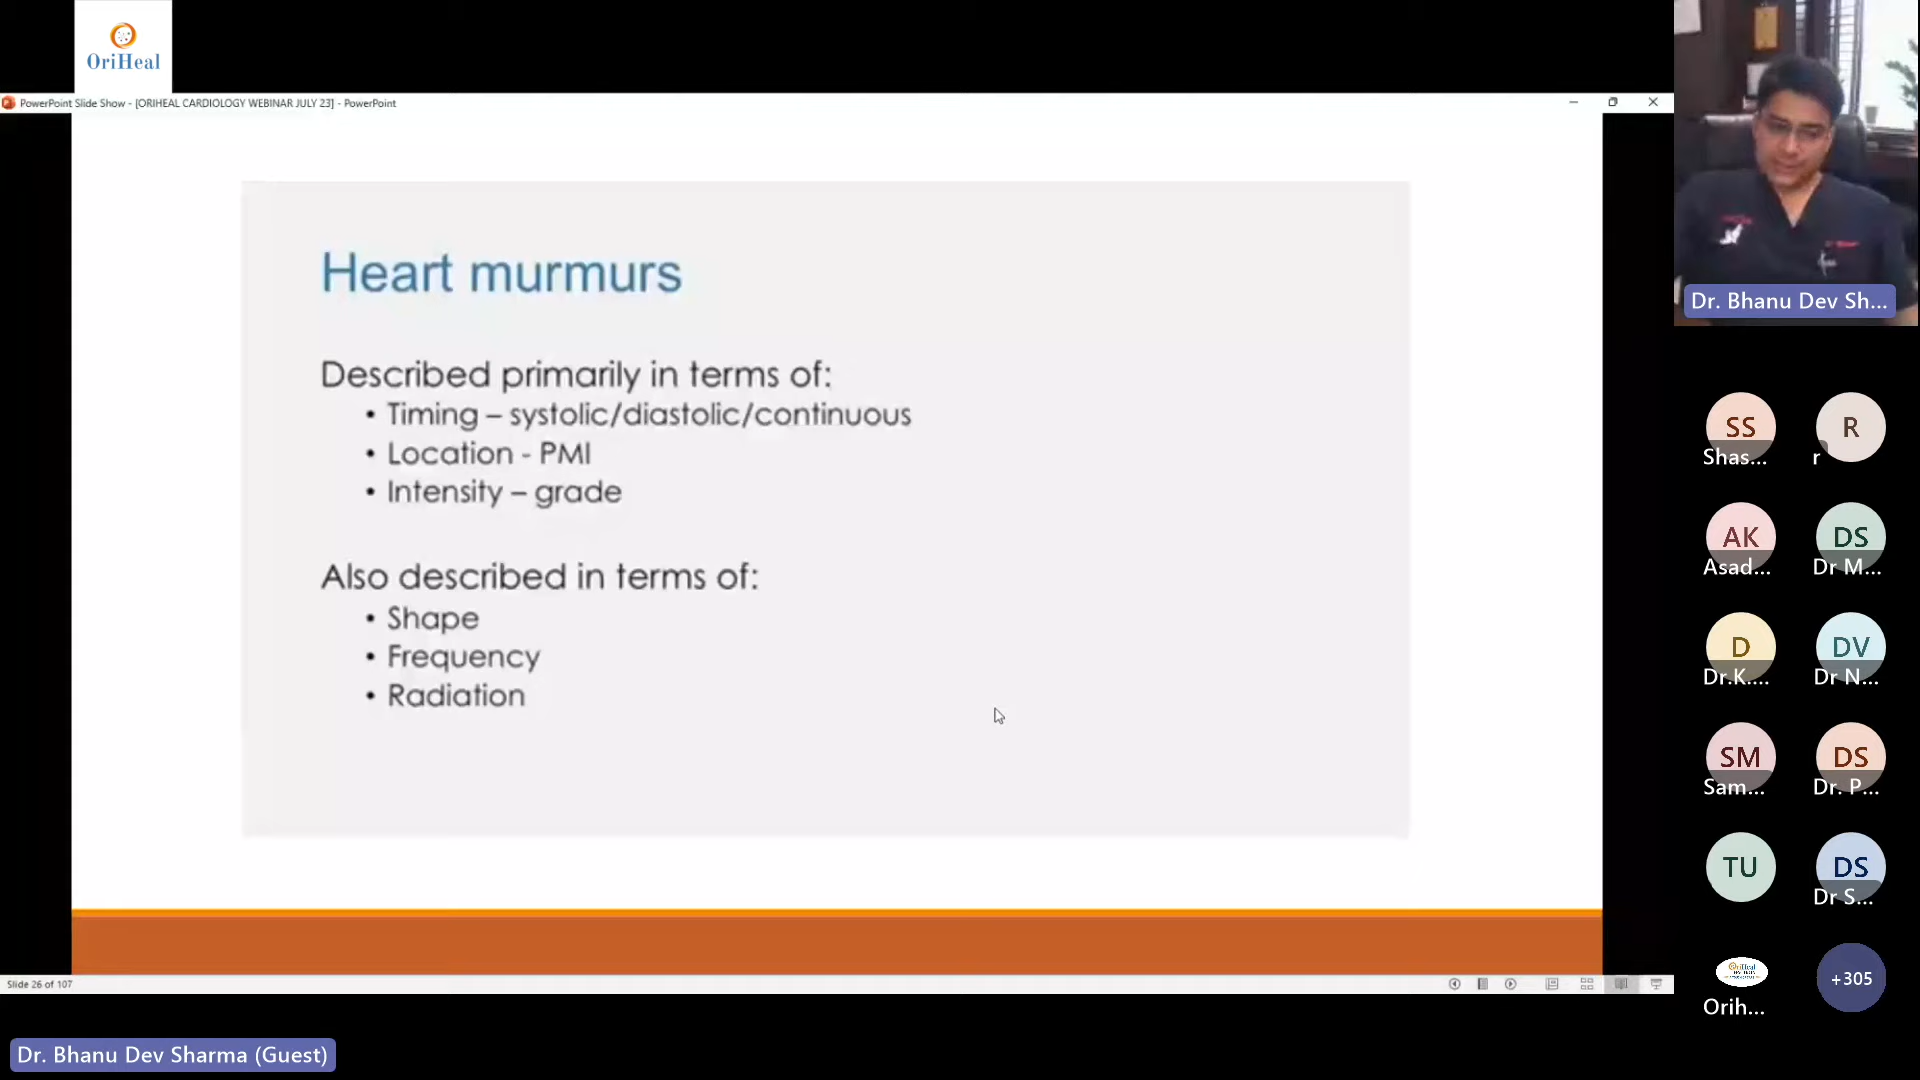 OriHeal
PowerPoint Slide Show - [ORIHEAL CARDIOLOGY WEBINAR JULY 23] - PowerPoint
Heart murmurs
Described primarily in terms of:
• Timing – systolic/diastolic/continuous
• Location - PMI
• Intensity – grade
Also described in terms of:
• Shape
• Frequency
• Radiation
Slide 26 of 107
Dr. Bhanu Dev Sharma (Guest)
Dr. Bhanu Dev Sh...
SS
Shas...
R
r
AK
Asad...
DS
Dr M...
D
Dr.K....
DV
Dr N...
SM
Sam...
DS
Dr. P...
TU
DS
Dr S...
OriHeal
Orih...
+305